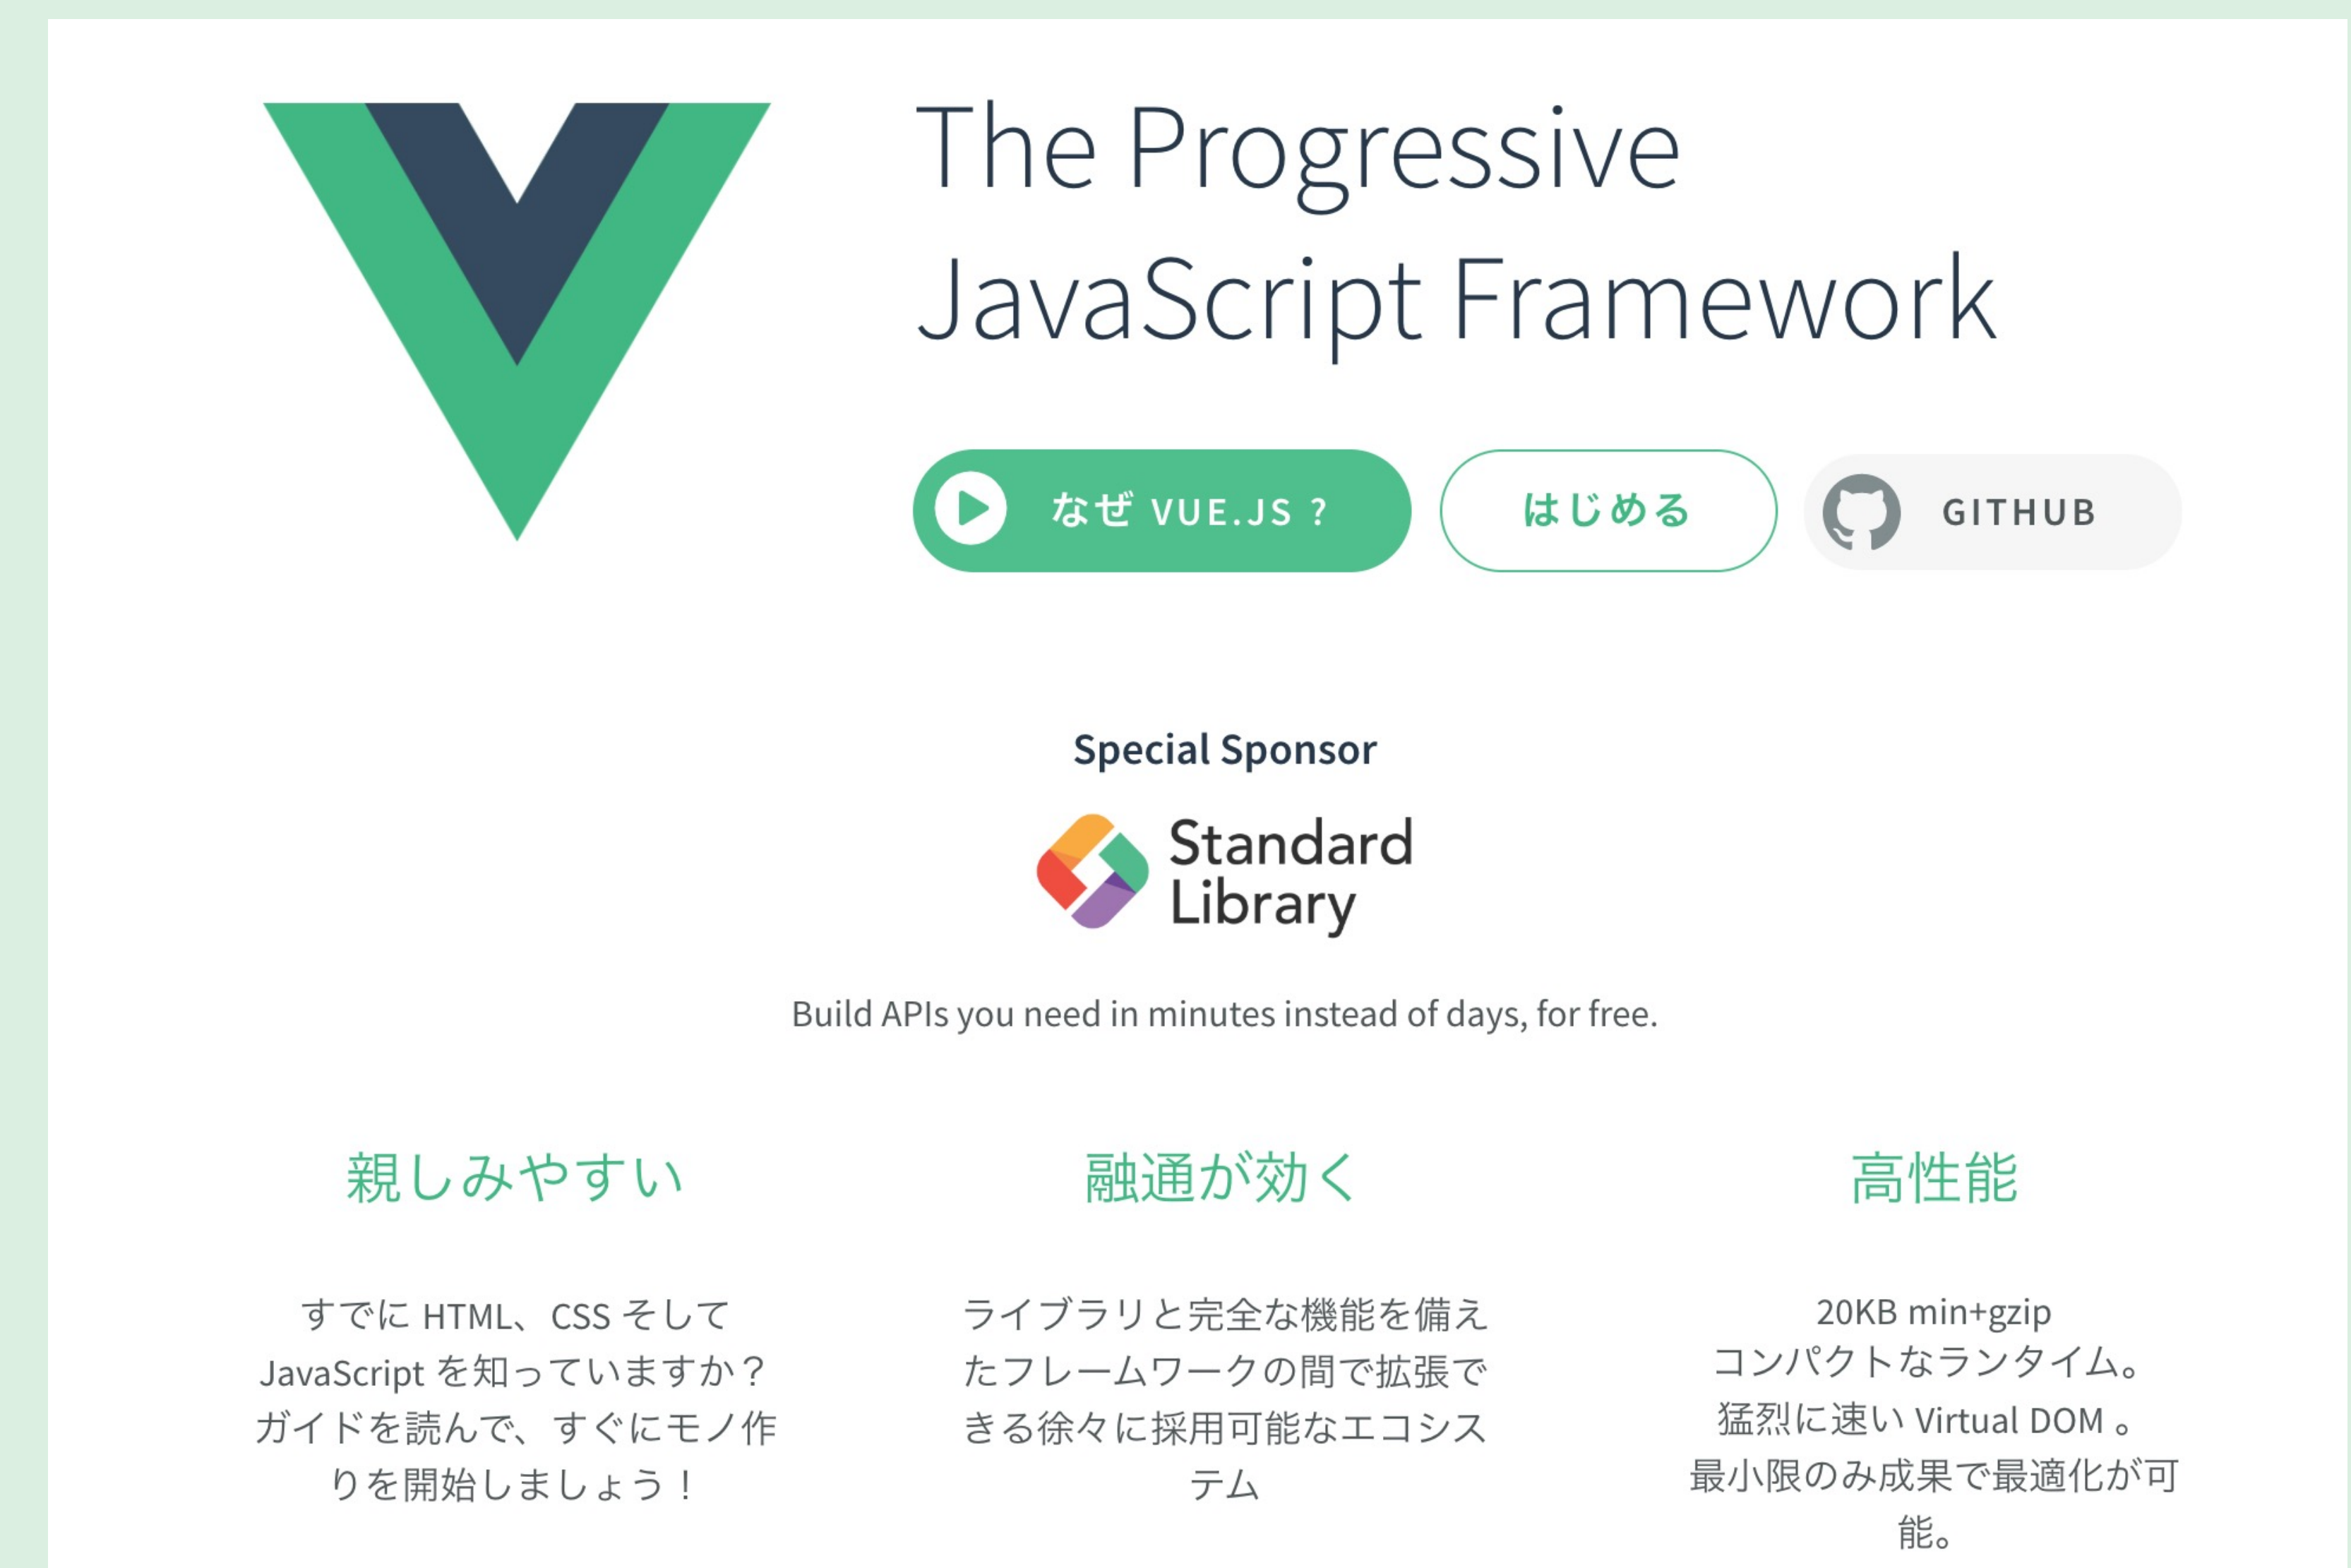 The Progressive
JavaScript Framework
なぜ VUE.JS ?
はじめる
GITHUB
Special Sponsor
Standard
Library
Build APIs you need in minutes instead of days, for free.
親しみやすい
すでに HTML、CSS そして
JavaScript を知っていますか？
ガイドを読んで、すぐにモノ作
りを開始しましょう！
融通が効く
ライブラリと完全な機能を備え
たフレームワークの間で拡張で
きる徐々に採用可能なエコシス
テム
高性能
20KB min+gzip
コンパクトなランタイム。
猛烈に速い Virtual DOM 。
最小限のみ成果で最適化が可
能。